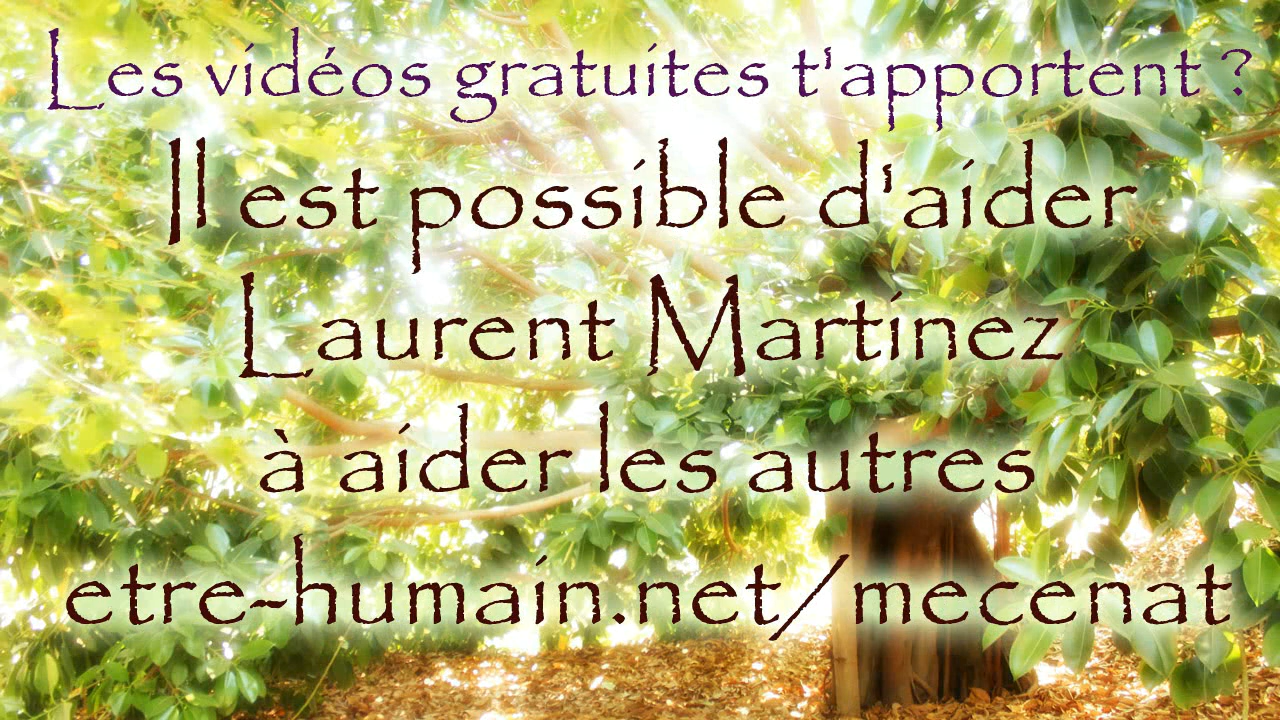 Les vidéos gratuites t'apportent ?
Il est possible d'aider
Laurent Martinez
à aider les autres
etre-humain.net/mecenat